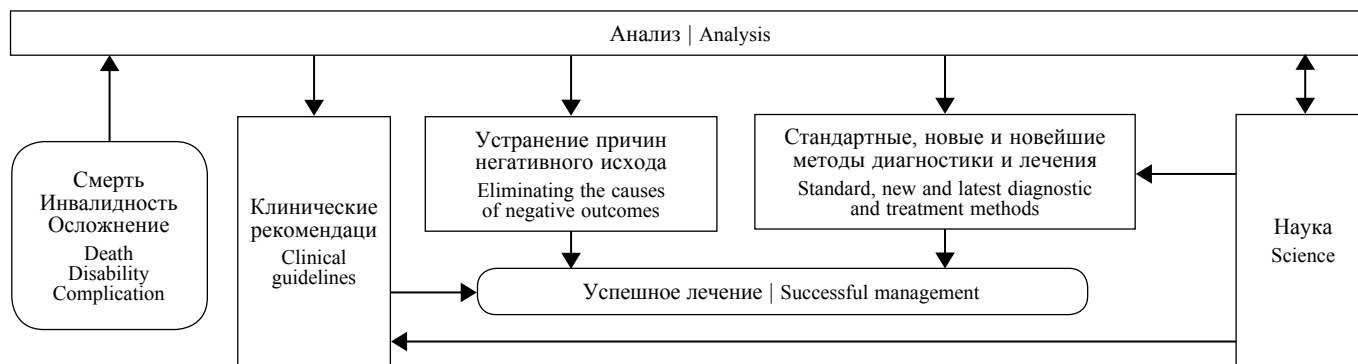 Анализ | Analysis
Смерть
Инвалидность
Осложнение
Death
Disability
Complication
Клинические
рекомендаци
Clinical
guidelines
Устранение причин
негативного исхода
Eliminating the causes
of negative outcomes
Стандартные, новые и новейшие
методы диагностики и лечения
Standard, new and latest diagnostic
and treatment methods
Наука
Science
Успешное лечение | Successful management